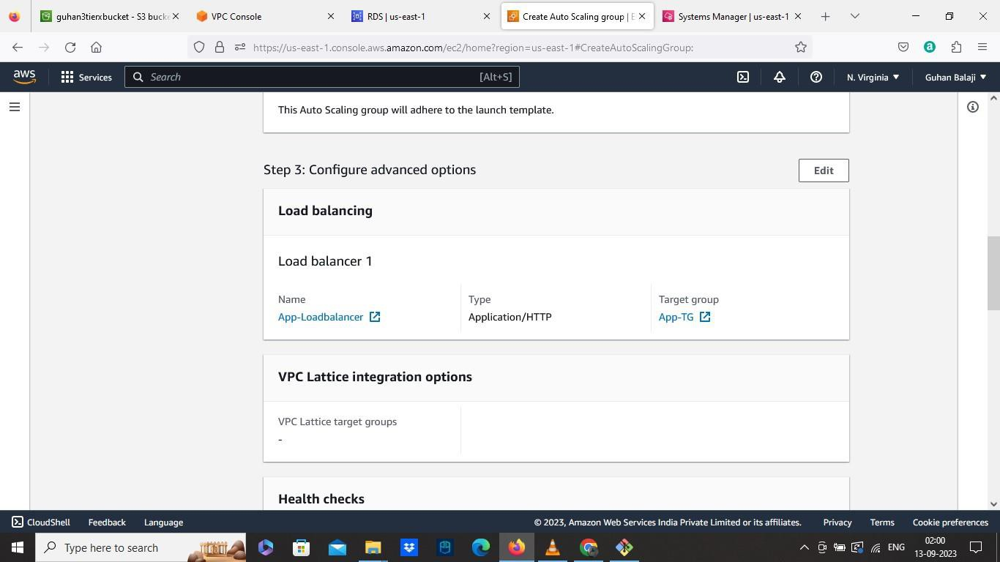 guhan3tierxbucket - S3 bucke
VPC Console
RDS | us-east-1
Create Auto Scaling group | E
Systems Manager | us-east-1
https://us-east-1.console.aws.amazon.com/ec2/home?region=us-east-1#CreateAutoScalingGroup:
aws
Services
Search
[Alt+S]
N. Virginia
Guhan Balaji
This Auto Scaling group will adhere to the launch template.
Step 3: Configure advanced options
Edit
Load balancing
Load balancer 1
Name
Type
Target group
App-Loadbalancer
Application/HTTP
App-TG
VPC Lattice integration options
VPC Lattice target groups
-
Health checks
CloudShell
Feedback
Language
© 2023, Amazon Web Services India Private Limited or its affiliates.
Privacy
Terms
Cookie preferences
Type here to search
ENG
02:00
13-09-2023